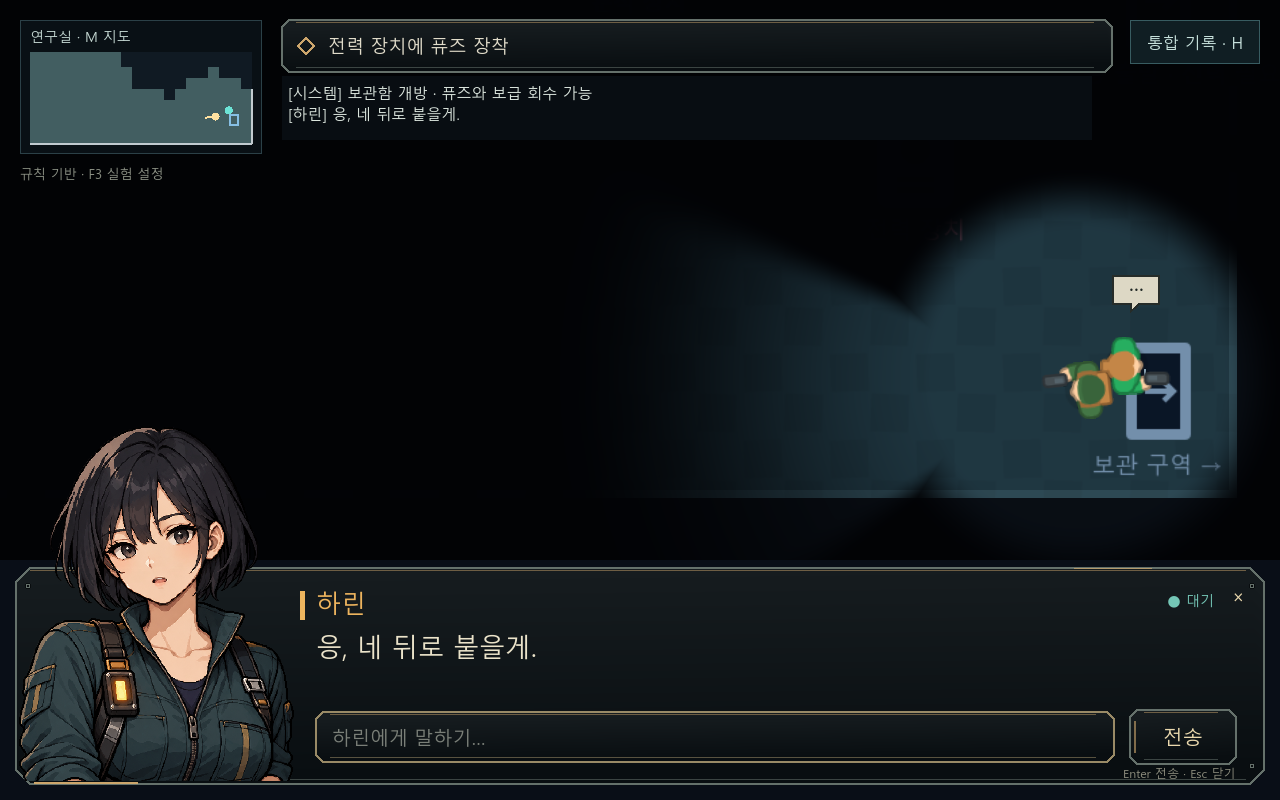 연구실 · M 지도
전력 장치에 퓨즈 장착
통합 기록 · H
[시스템] 보관함 개방 · 퓨즈와 보급 회수 가능
[하린] 응, 네 뒤로 붙을게.
규칙 기반 · F3 실험 설정
...
보관 구역 →
하린
대기 ×
응, 네 뒤로 붙을게.
하린에게 말하기...
전송
Enter 전송 · Esc 닫기